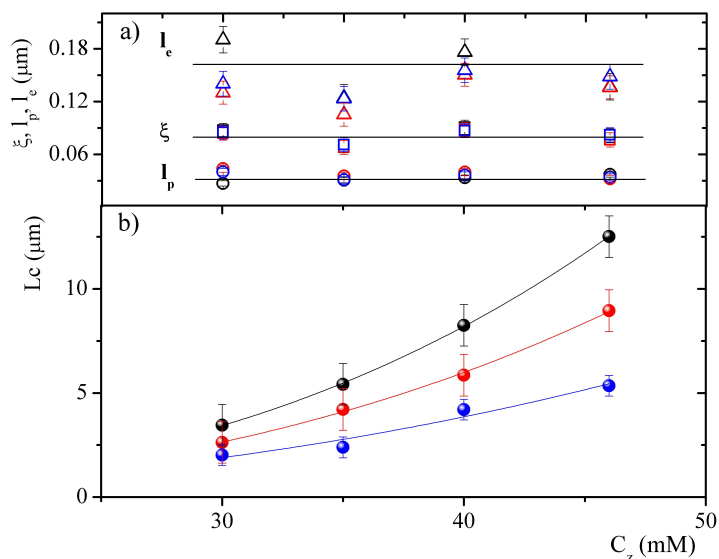 a)
l_e
0.18
0.12
ξ
0.06
l_p
ξ, l_p, l_e (μm)
b)
Lc (μm)
10
5
0
30 40 50
C_z (mM)